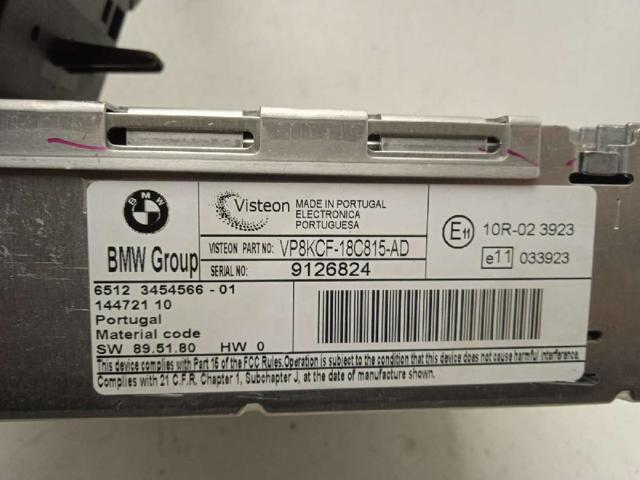 BMW
BMW Group
Visteon
MADE IN PORTUGAL
ELECTRONICA
PORTUGUESA
VISTEON PART NO: VP8KCF-18C815-AD
SERIAL NO: 9126824
E11 10R-02 3923
e11 033923
6512 3454566 - 01
144721 10
Portugal
Material code
SW 89.51.80 HW 0
This device complies with Part 15 of the FCC Rules. Operation is subject to the condition that this device does not cause harmful interference.
Complies with 21 C.F.R. Chapter 1, Subchapter J, at the date of manufacture shown.